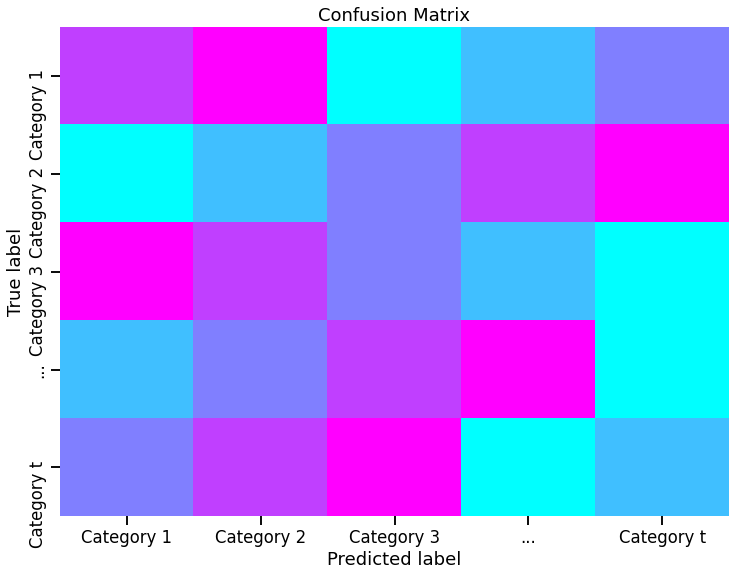 Confusion Matrix
True label
Category 1
Category 2
Category 3
...
Category t
Category 1
Category 2
Category 3
...
Category t
Predicted label